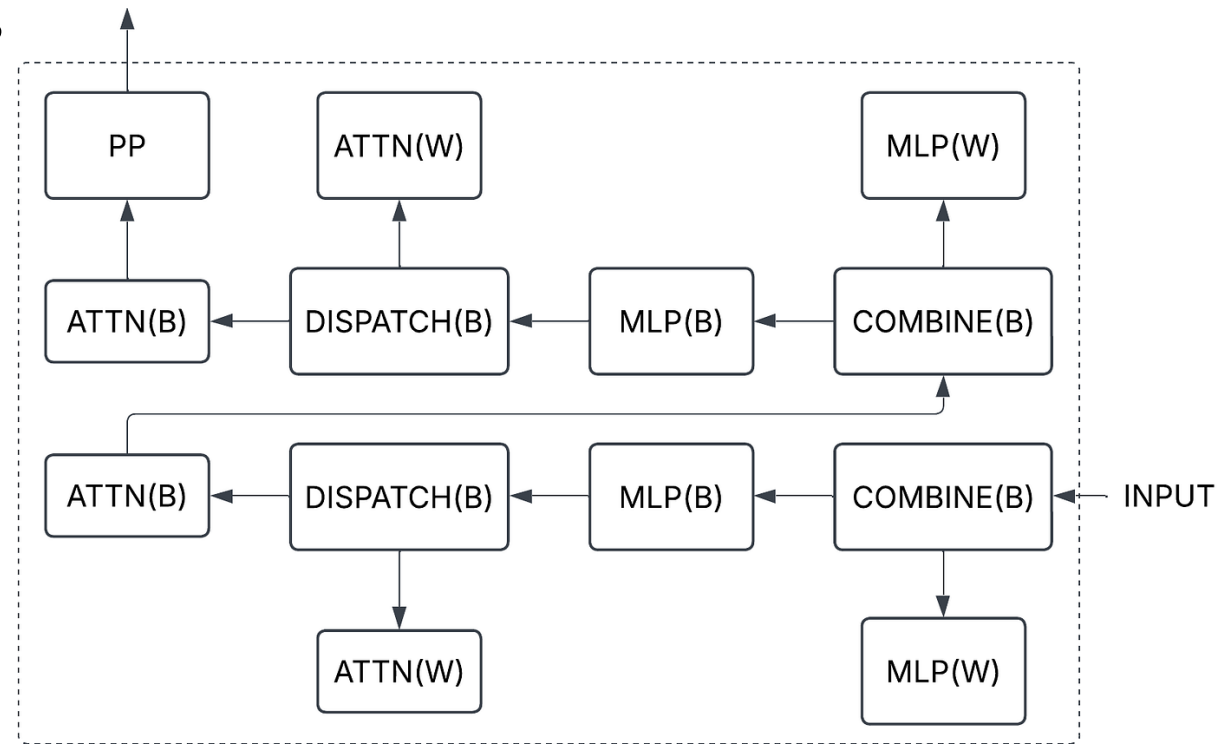 PP
ATTN(W)
MLP(W)
ATTN(B)
DISPATCH(B)
MLP(B)
COMBINE(B)
ATTN(B)
DISPATCH(B)
MLP(B)
COMBINE(B)
INPUT
ATTN(W)
MLP(W)